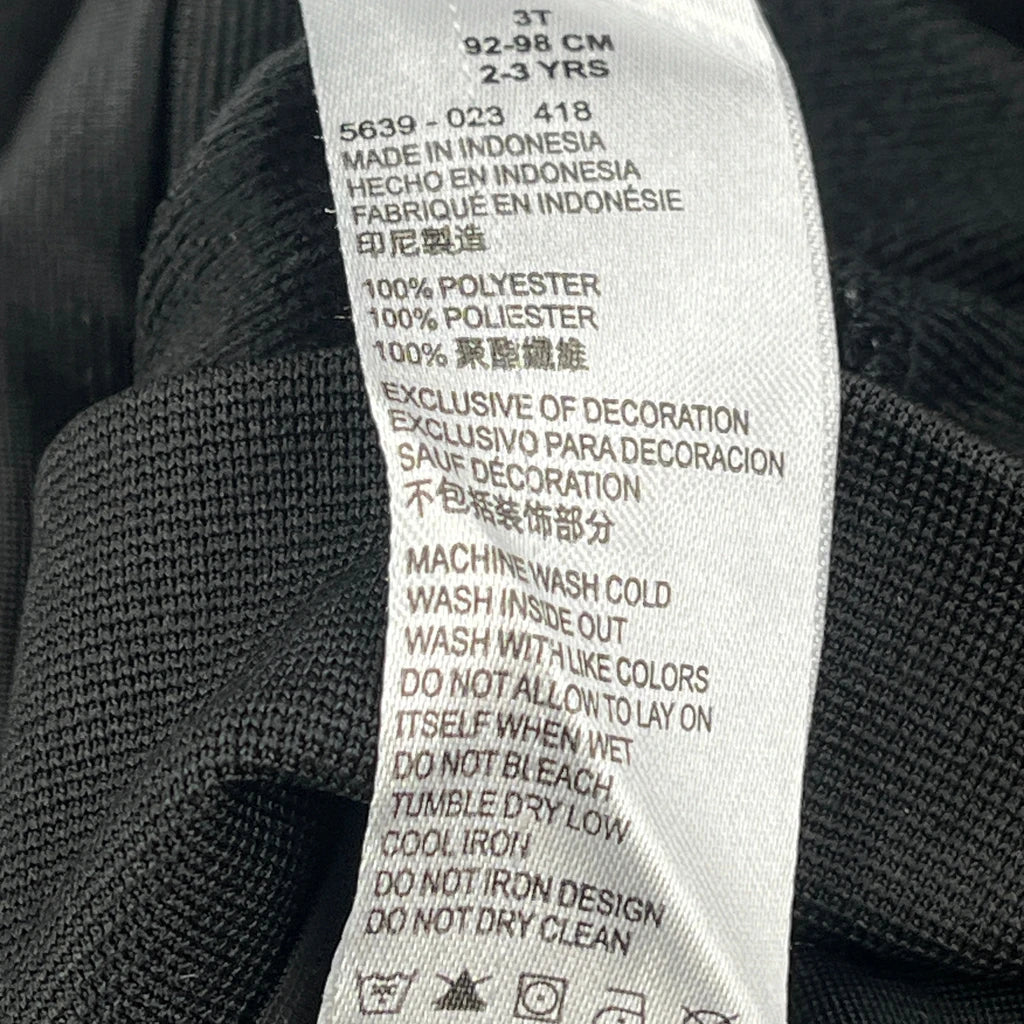 3T
92-98 CM
2-3 YRS
5639 - 023 418
MADE IN INDONESIA
HECHO EN INDONESIA
FABRIQUÉ EN INDONÉSIE
印尼製造
100% POLYESTER
100% POLIESTER
100% 聚酯纖維
EXCLUSIVE OF DECORATION
EXCLUSIVO PARA DECORACION
SAUF DÉCORATION
不包括装饰部分
MACHINE WASH COLD
WASH INSIDE OUT
WASH WITH LIKE COLORS
DO NOT ALLOW TO LAY ON
ITSELF WHEN WET
DO NOT BLEACH
TUMBLE DRY LOW
COOL IRON
DO NOT IRON DESIGN
DO NOT DRY CLEAN